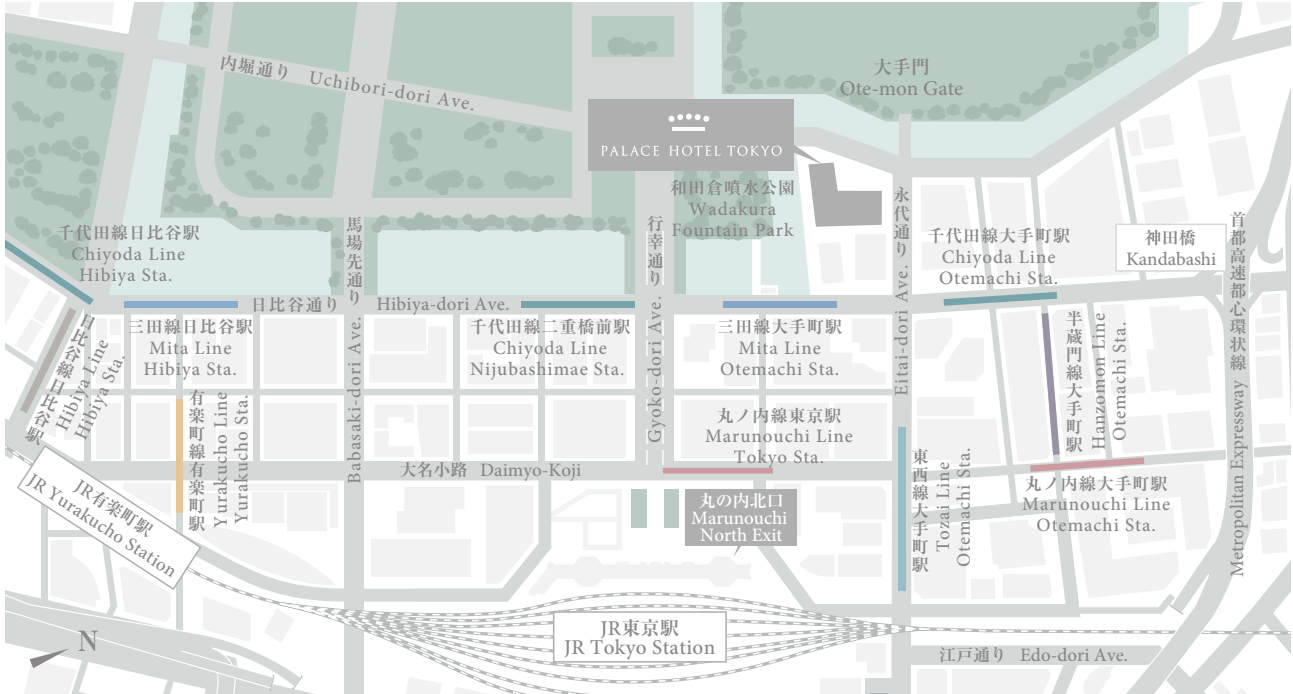 内堀通り Uchibori-dori Ave.
大手門
Ote-mon Gate
PALACE HOTEL TOKYO
和田倉噴水公園
Wadakura
Fountain Park
千代田線日比谷駅
Chiyoda Line
Hibiya Sta.
馬場先通り
Babasaki-dori Ave.
行幸通り
Gyoko-dori Ave.
永代通り
Eitai-dori Ave.
千代田線大手町駅
Chiyoda Line
Otemachi Sta.
神田橋
Kandabashi
首都高速都心環状線
Metropolitan Expressway
日比谷通り Hibiya-dori Ave.
日比谷線日比谷駅
Hibiya Line
Hibiya Sta.
三田線日比谷駅
Mita Line
Hibiya Sta.
千代田線二重橋前駅
Chiyoda Line
Nijubashimae Sta.
三田線大手町駅
Mita Line
Otemachi Sta.
半蔵門線大手町駅
Hanzomon Line
Otemachi Sta.
有楽町線有楽町駅
Yurakucho Line
Yurakucho Sta.
丸ノ内線東京駅
Marunouchi Line
Tokyo Sta.
大名小路 Daimyo-Koji
東西線大手町駅
Tozai Line
Otemachi Sta.
丸ノ内線大手町駅
Marunouchi Line
Otemachi Sta.
JR有楽町駅
JR Yurakucho Station
丸の内北口
Marunouchi
North Exit
JR東京駅
JR Tokyo Station
江戸通り Edo-dori Ave.
N